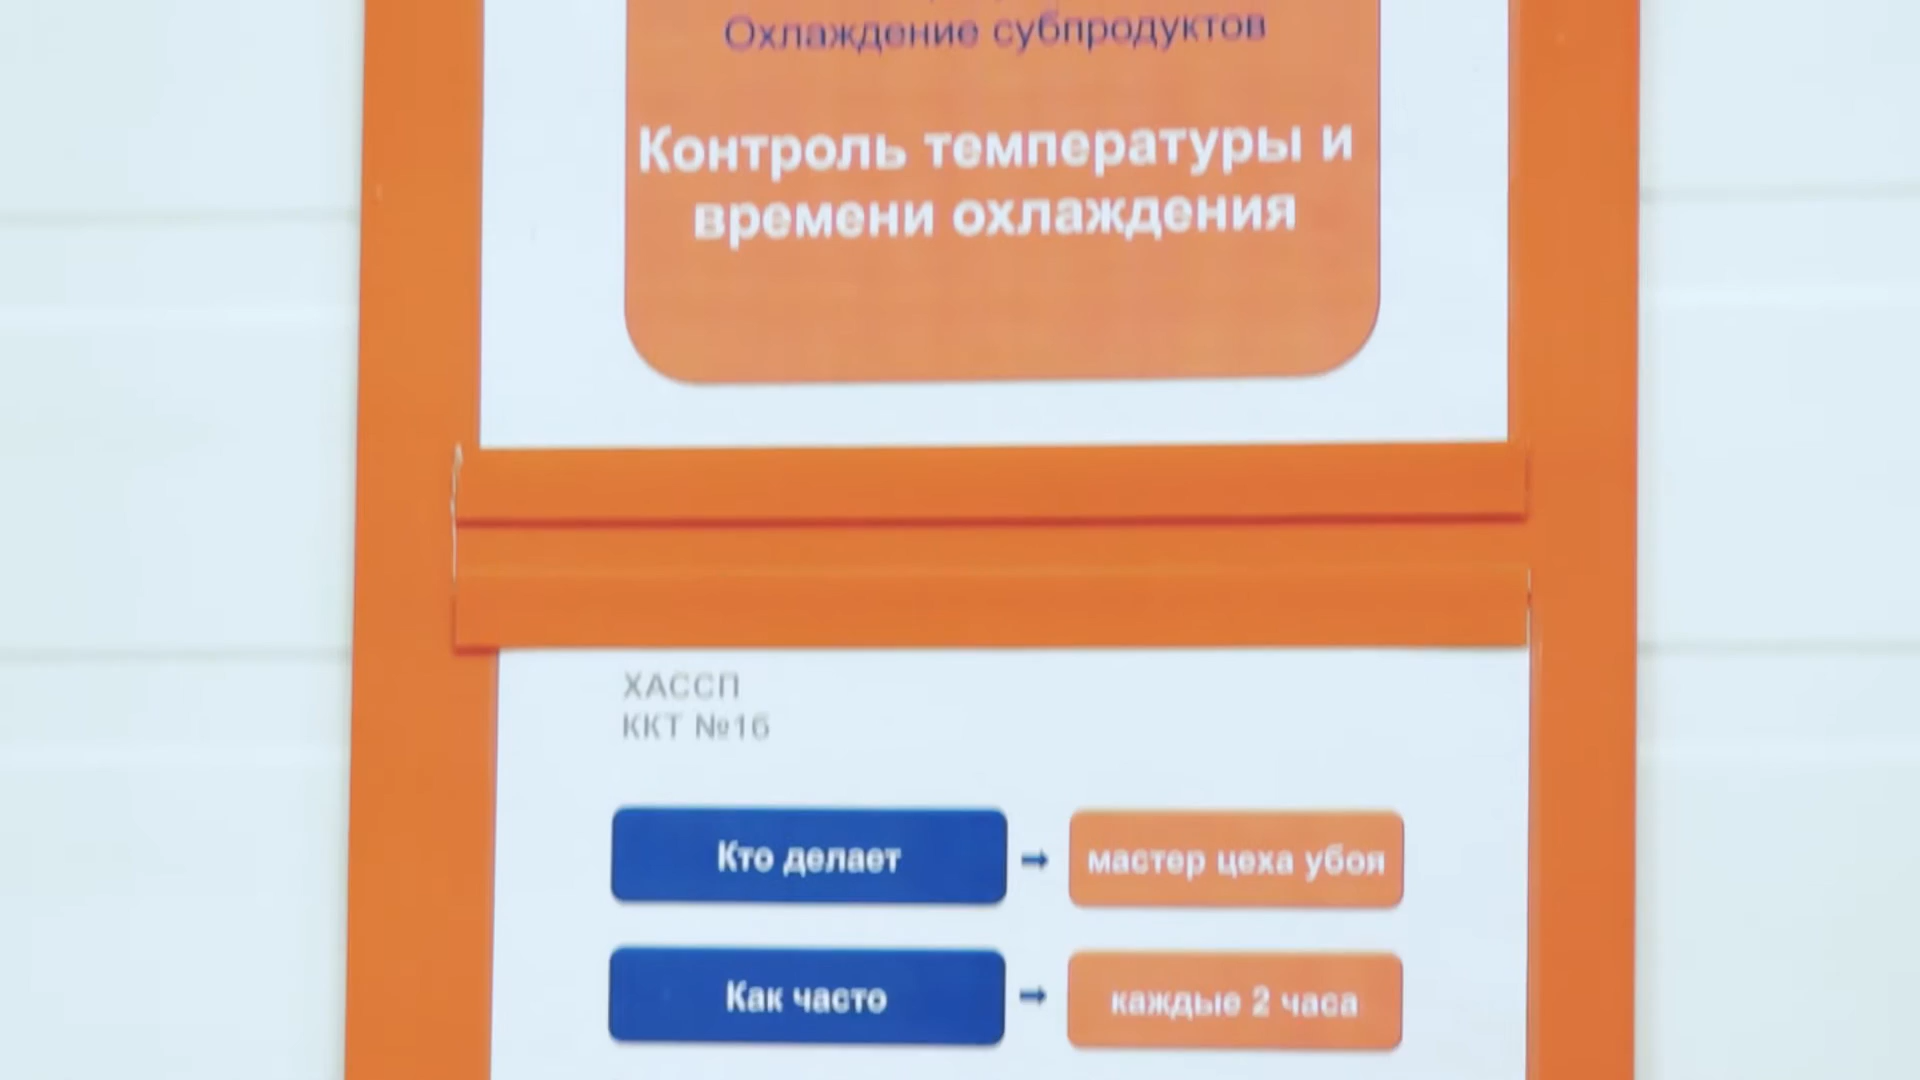 Охлаждение субпродуктов
Контроль температуры и
времени охлаждения
ХАССП
ККТ №16
Кто делает
мастер цеха убоя
Как часто
каждые 2 часа